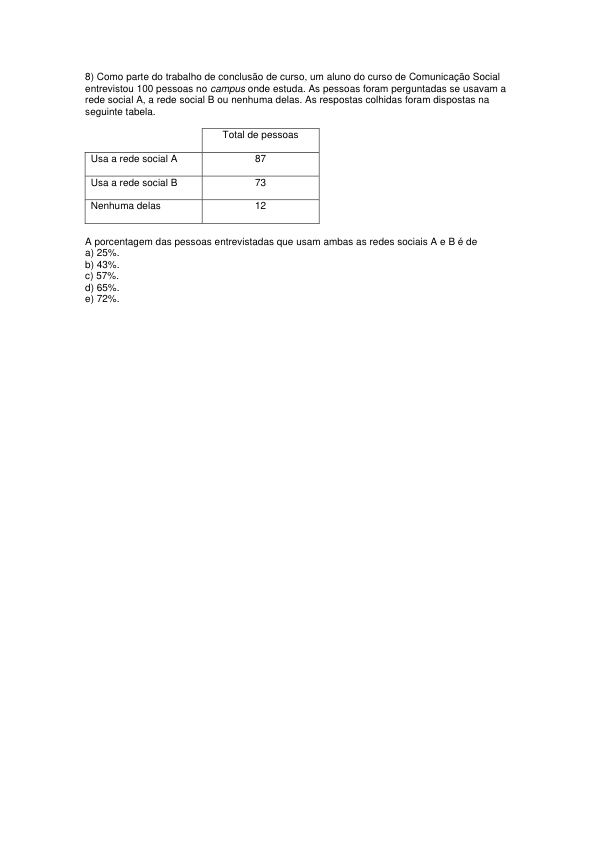 8) Como parte do trabalho de conclusão de curso, um aluno do curso de Comunicação Social
entrevistou 100 pessoas no campus onde estuda. As pessoas foram perguntadas se usavam a
rede social A, a rede social B ou nenhuma delas. As respostas colhidas foram dispostas na
seguinte tabela.
Total de pessoas
Usa a rede social A 87
Usa a rede social B 73
Nenhuma delas 12
A porcentagem das pessoas entrevistadas que usam ambas as redes sociais A e B é de
a) 25%.
b) 43%.
c) 57%.
d) 65%.
e) 72%.